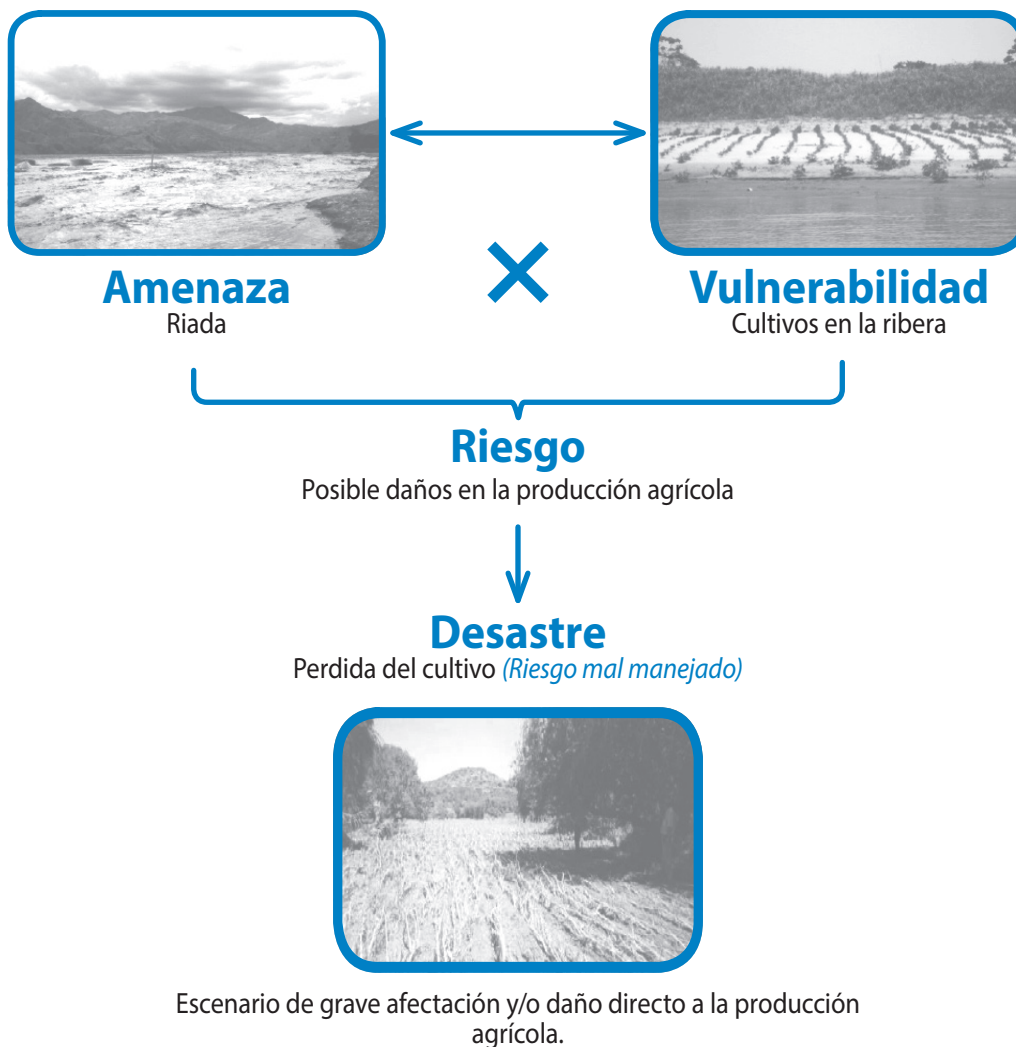 Amenaza
Riada
×
Vulnerabilidad
Cultivos en la ribera
Riesgo
Posible daños en la producción agrícola
Desastre
Perdida del cultivo (Riesgo mal manejado)
Escenario de grave afectación y/o daño directo a la producción
agrícola.